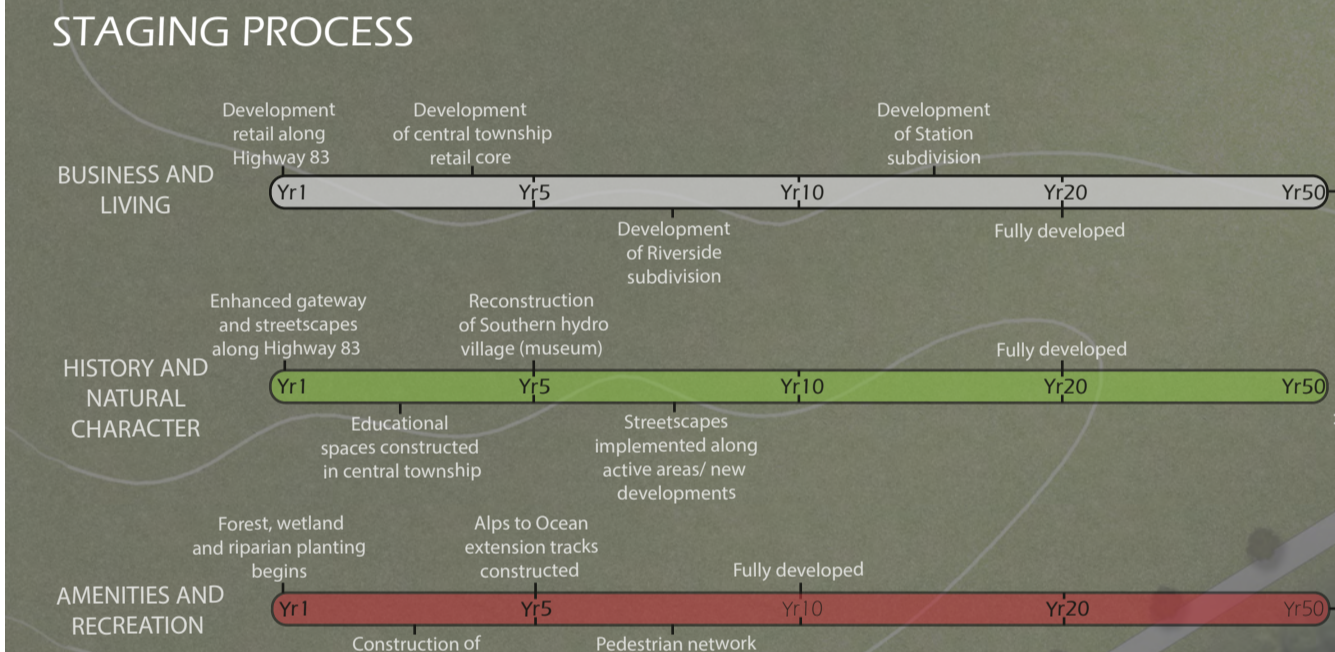 STAGING PROCESS
Development
retail along
Highway 83
Development
of central township
retail core
Development
of Station
subdivision
BUSINESS AND
LIVING
Yr1
Yr5
Yr10
Yr20
Yr50
Development
of Riverside
subdivision
Fully developed
Enhanced gateway
and streetscapes
along Highway 83
Reconstruction
of Southern hydro
village (museum)
Fully developed
HISTORY AND
NATURAL
CHARACTER
Yr1
Yr5
Yr10
Yr20
Yr50
Educational
spaces constructed
in central township
Streetscapes
implemented along
active areas/ new
developments
Forest, wetland
and riparian planting
begins
Alps to Ocean
extension tracks
constructed
Fully developed
AMENITIES AND
RECREATION
Yr1
Yr5
Yr10
Yr20
Yr50
Construction of
Pedestrian network